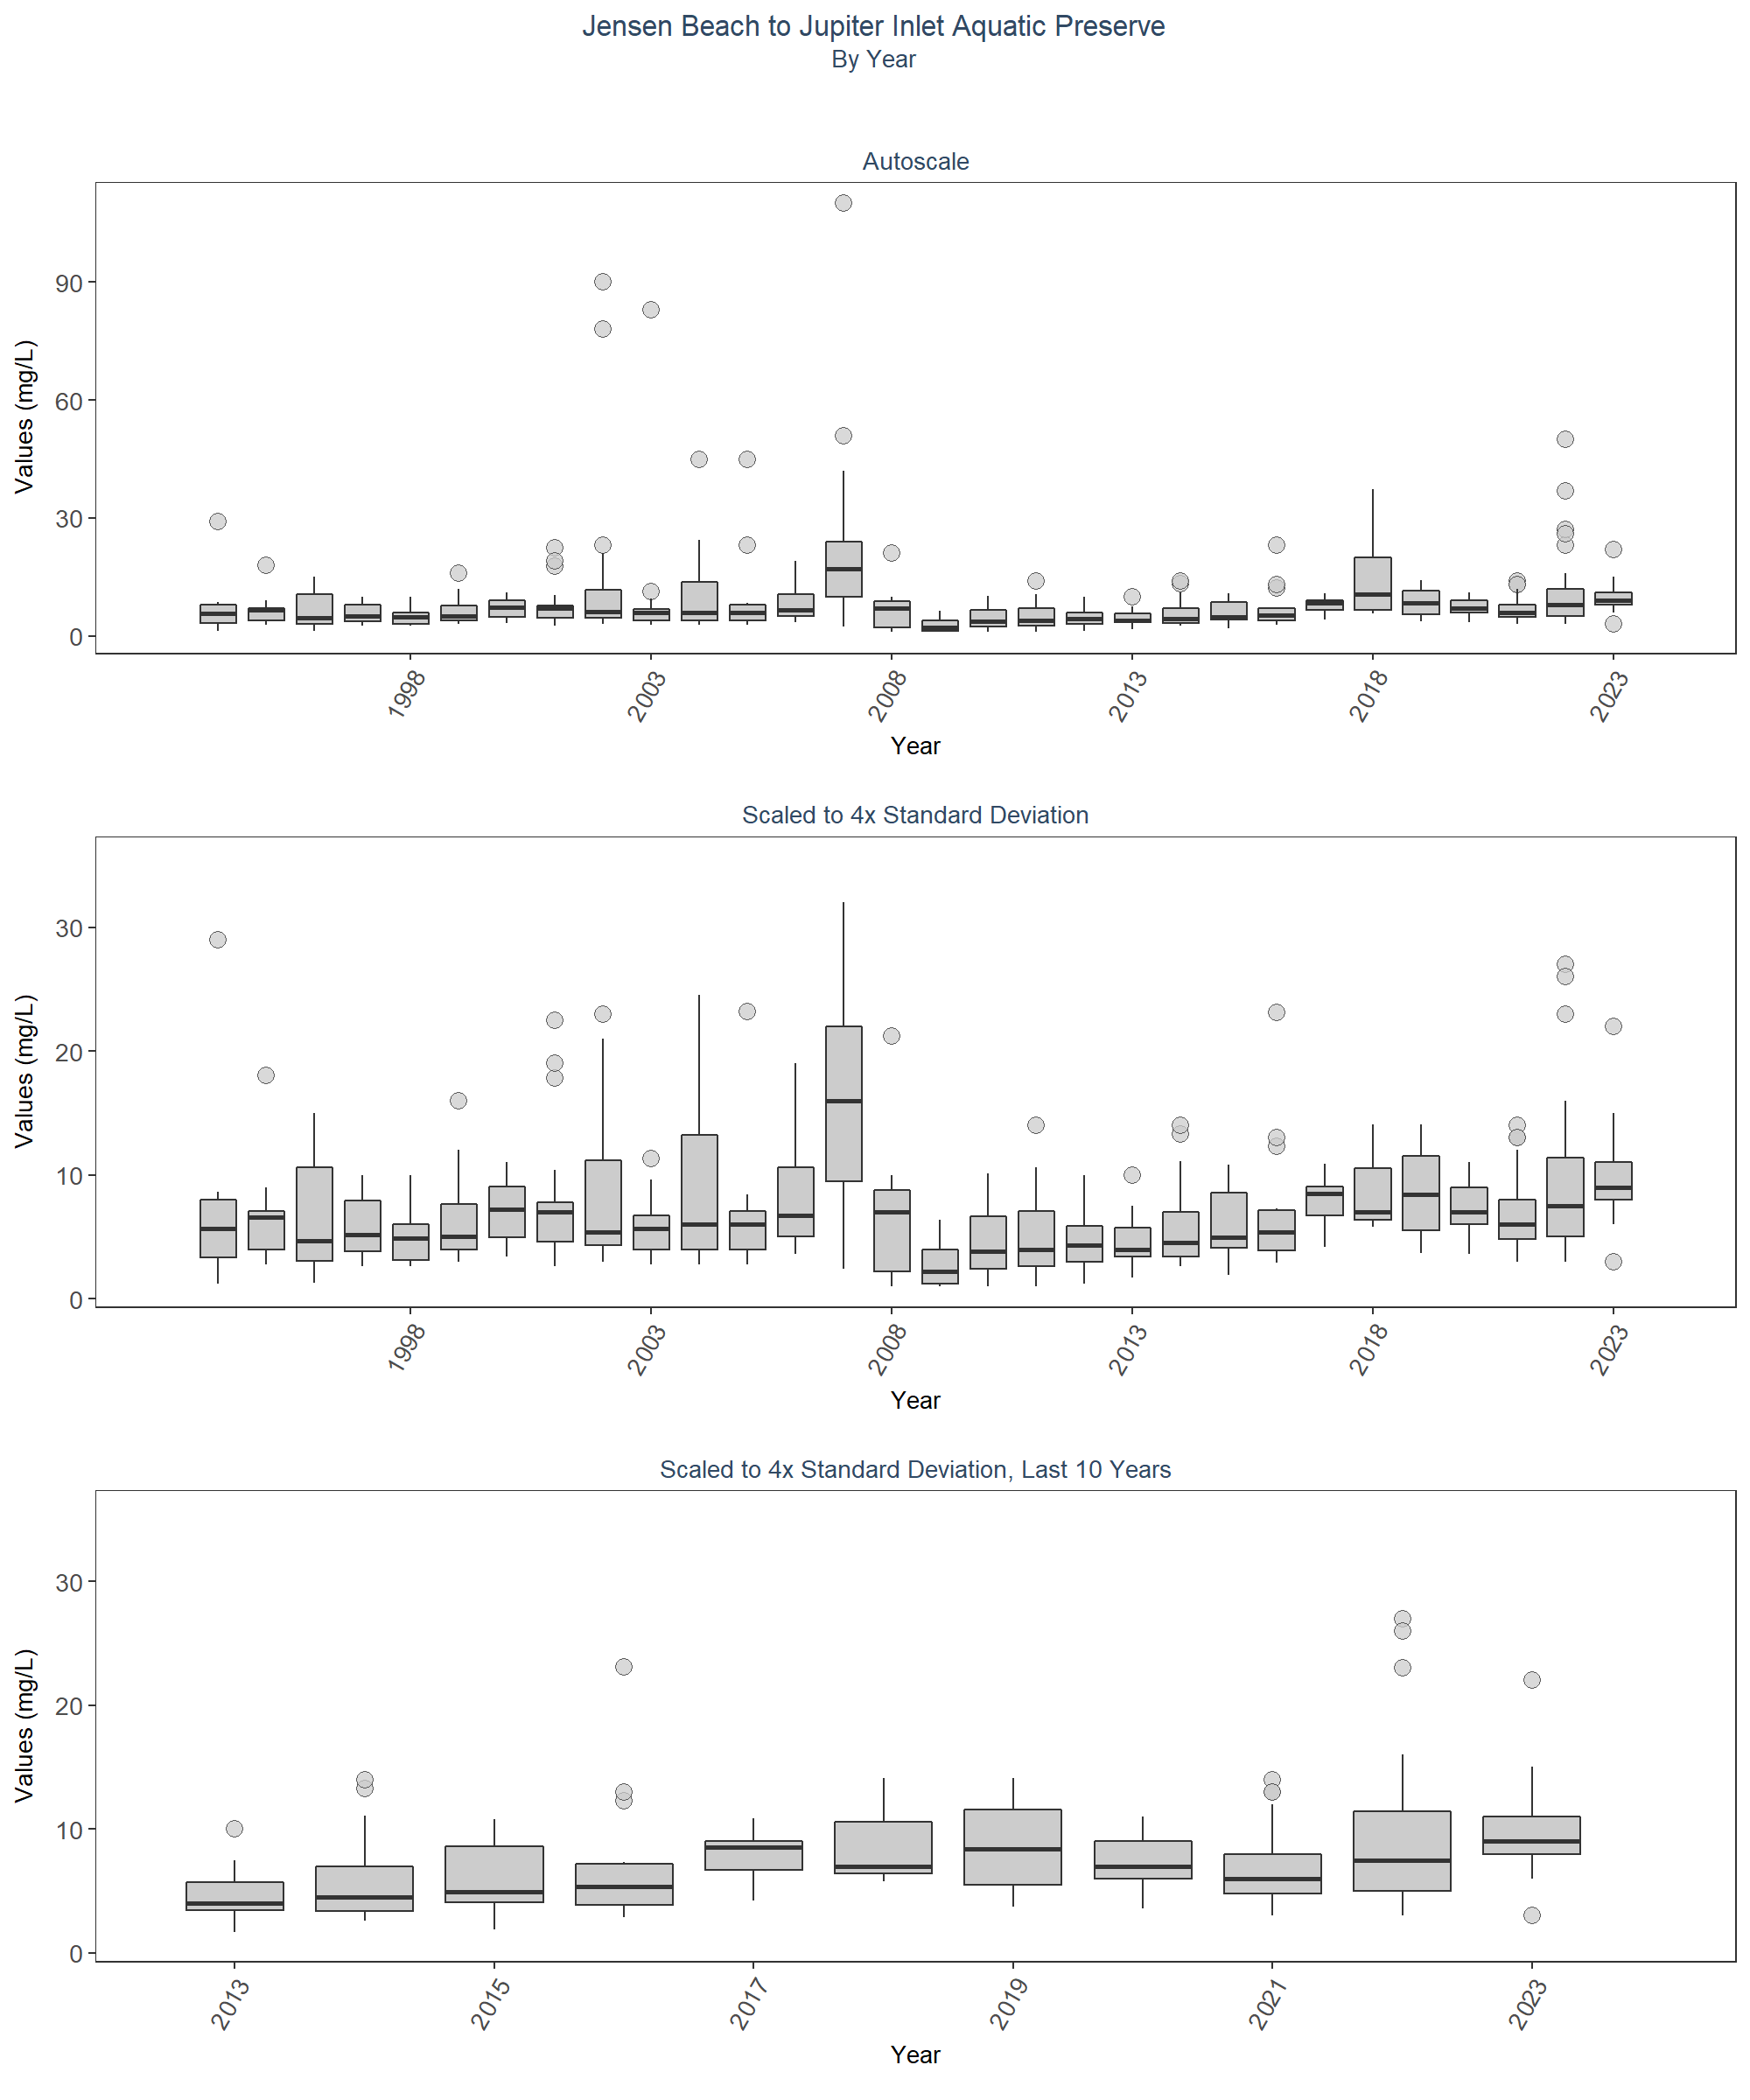 Jensen Beach to Jupiter Inlet Aquatic Preserve
By Year
Autoscale
Values (mg/L)
90
60
30
0
1998 2003 2008 2013 2018 2023
Year
Scaled to 4x Standard Deviation
Values (mg/L)
30
20
10
0
1998 2003 2008 2013 2018 2023
Year
Scaled to 4x Standard Deviation, Last 10 Years
Values (mg/L)
30
20
10
0
2013 2015 2017 2019 2021 2023
Year